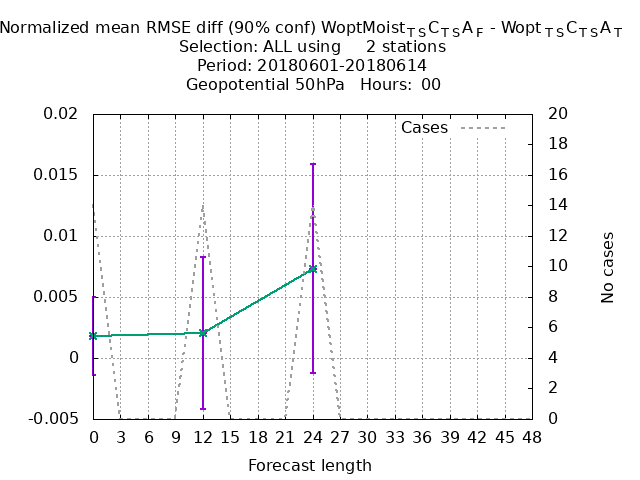 Normalized mean RMSE diff (90% conf) WoptMoist_TSC_TSA_F - Wopt_TSC_TSA_T
Selection: ALL using 2 stations
Period: 20180601-20180614
Geopotential 50hPa Hours: 00
0.02
0.015
0.01
0.005
0
-0.005
Cases
20
18
16
14
12
10
8
6
4
2
0
No cases
0 3 6 9 12 15 18 21 24 27 30 33 36 39 42 45 48
Forecast length